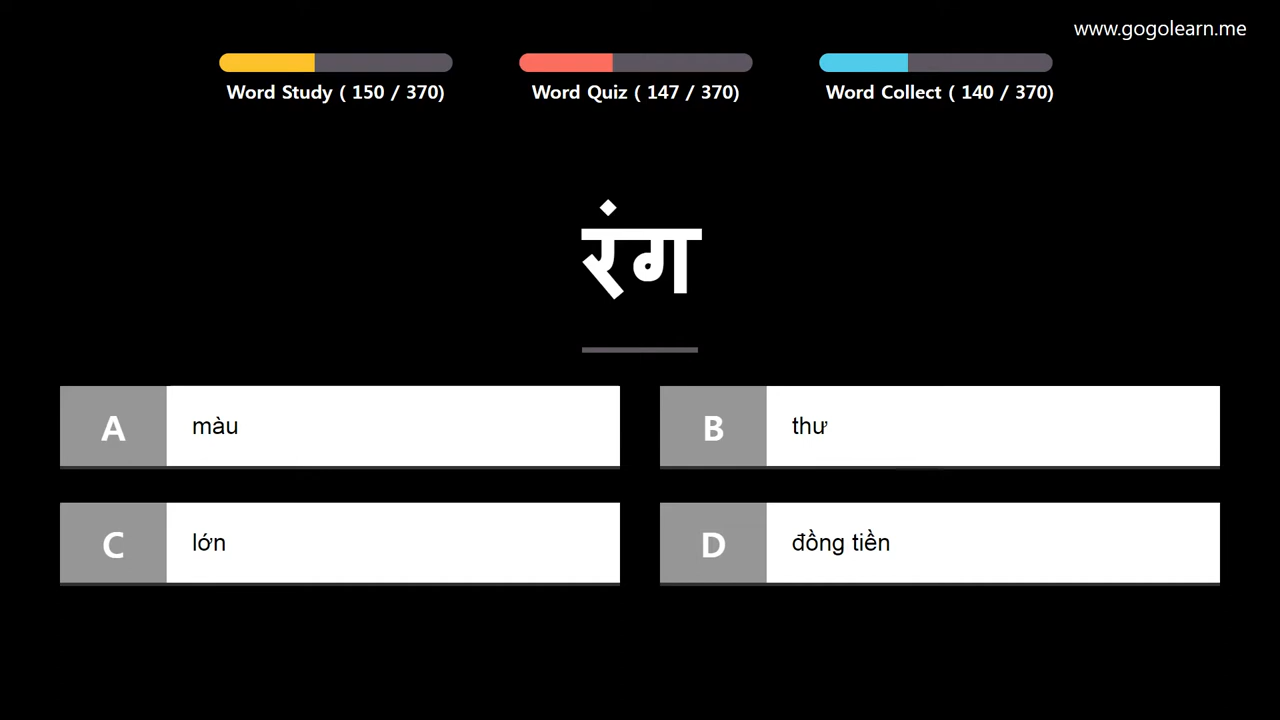 www.gogolearn.me
Word Study ( 150 / 370)
Word Quiz ( 147 / 370)
Word Collect ( 140 / 370)
रंग
A
màu
B
thư
C
lớn
D
đồng tiền